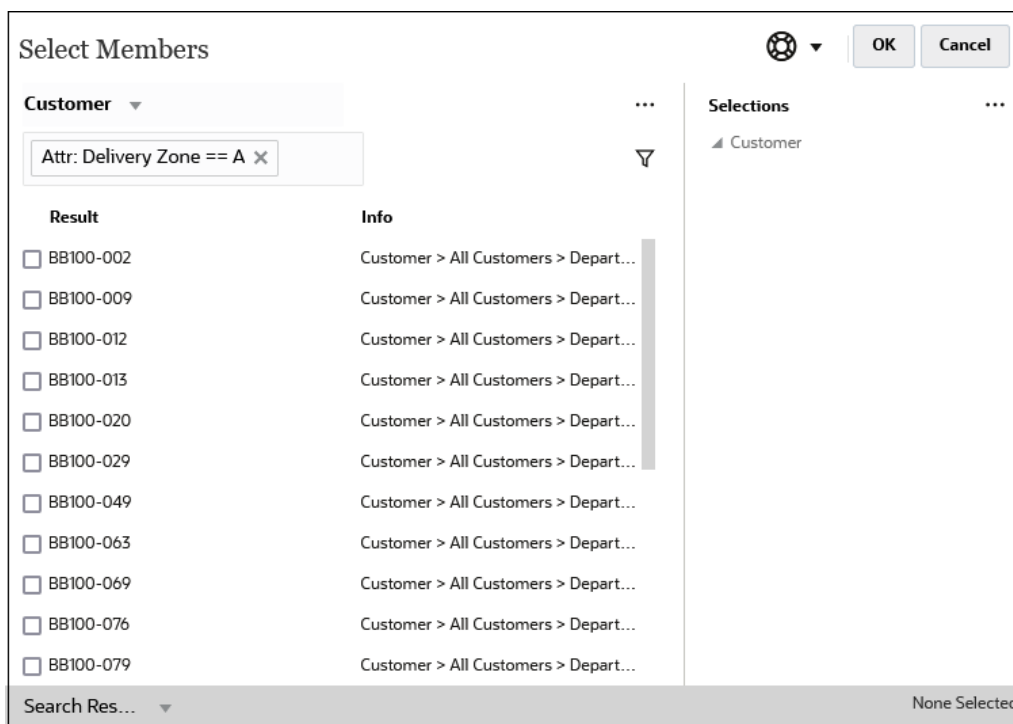 Select Members
OK
Cancel
Customer
...
Attr: Delivery Zone == A
Result
Info
BB100-002 Customer > All Customers > Depart...
BB100-009 Customer > All Customers > Depart...
BB100-012 Customer > All Customers > Depart...
BB100-013 Customer > All Customers > Depart...
BB100-020 Customer > All Customers > Depart...
BB100-029 Customer > All Customers > Depart...
BB100-049 Customer > All Customers > Depart...
BB100-063 Customer > All Customers > Depart...
BB100-069 Customer > All Customers > Depart...
BB100-076 Customer > All Customers > Depart...
BB100-079 Customer > All Customers > Depart...
Search Res...
Selections
...
Customer
None Selected